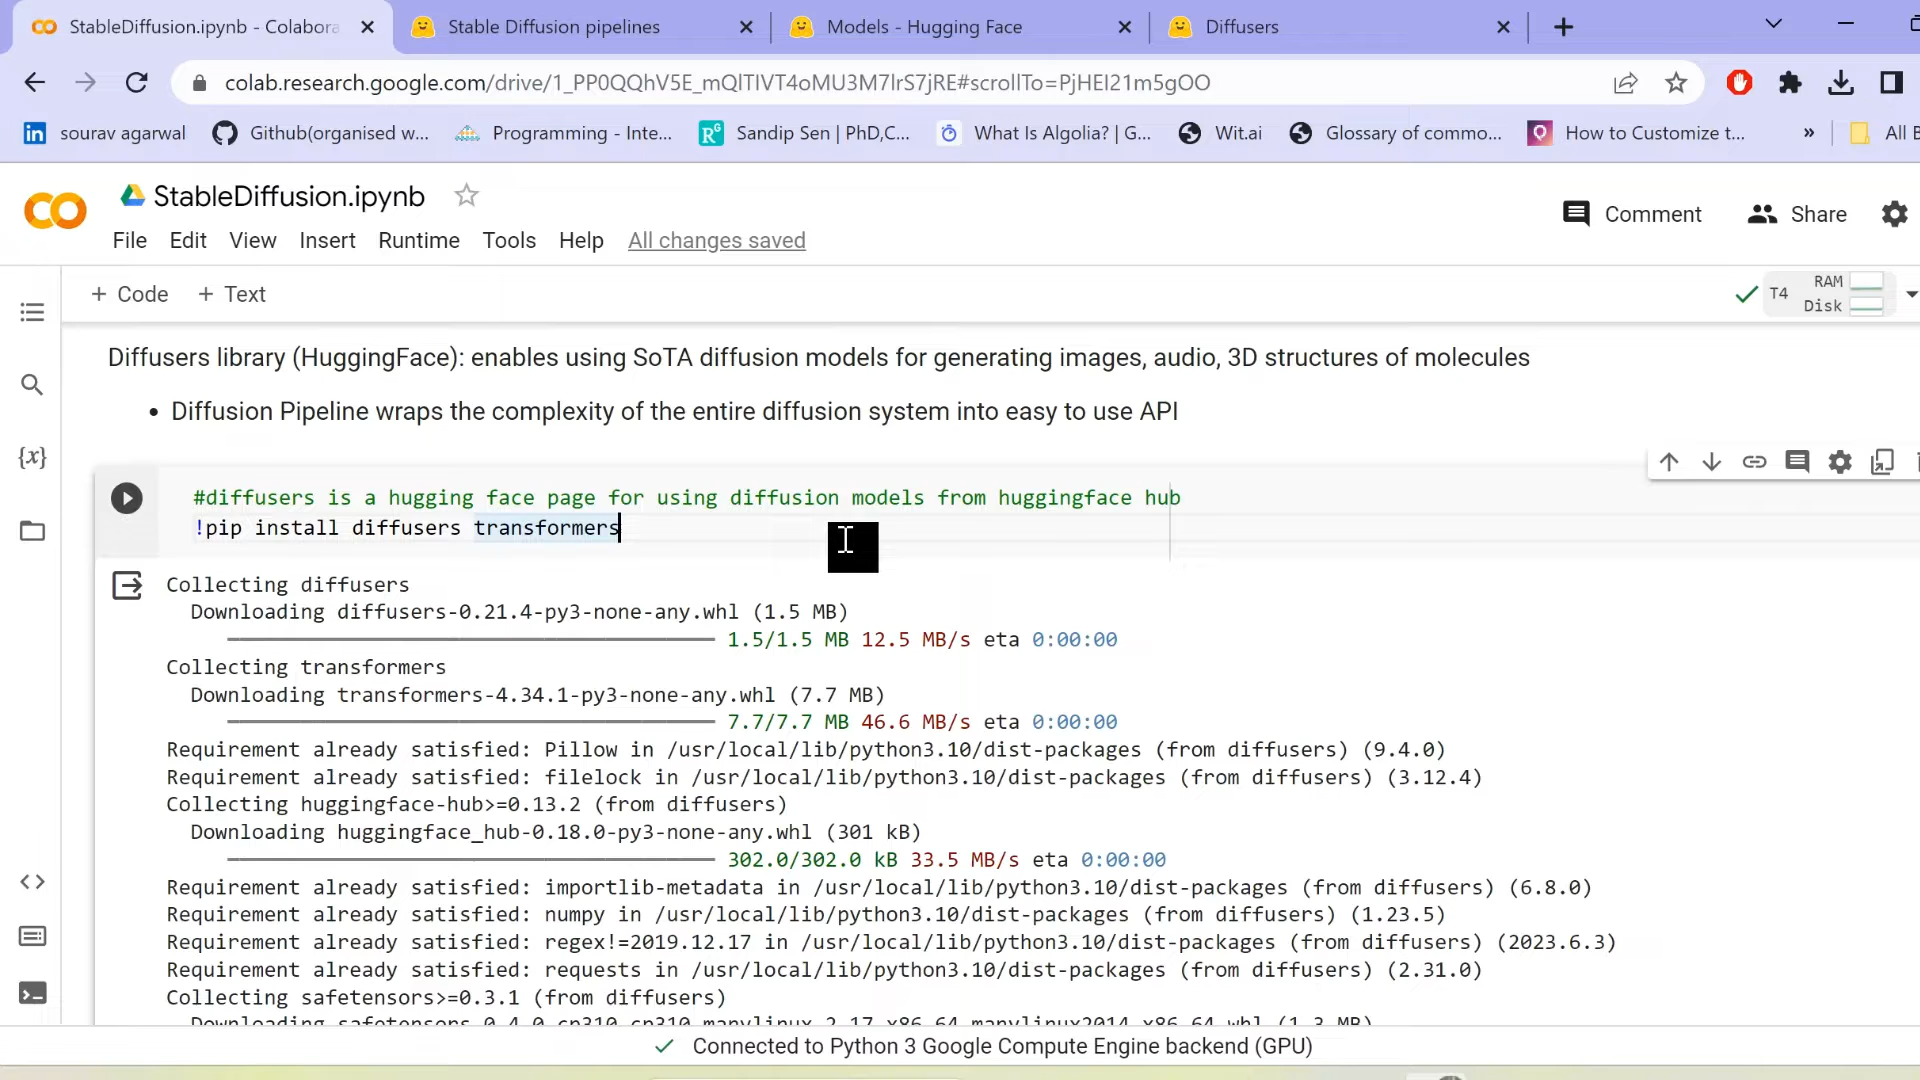 StableDiffusion.ipynb - Colabora
Stable Diffusion pipelines
Models - Hugging Face
Diffusers
colab.research.google.com/drive/1_PP0QQhV5E_mQlTIVT4oMU3M7lrS7jRE#scrollTo=PjHEI21m5gOO
sourav agarwal
Github(organised w...
Programming - Inte...
Sandip Sen | PhD,C...
What Is Algolia? | G...
Wit.ai
Glossary of commo...
How to Customize t...
»
All B
StableDiffusion.ipynb
Comment
Share
File Edit View Insert Runtime Tools Help All changes saved
+ Code + Text
T4
RAM
Disk
Diffusers library (HuggingFace): enables using SoTA diffusion models for generating images, audio, 3D structures of molecules
• Diffusion Pipeline wraps the complexity of the entire diffusion system into easy to use API
#diffusers is a hugging face page for using diffusion models from huggingface hub
!pip install diffusers transformers
Collecting diffusers
Downloading diffusers-0.21.4-py3-none-any.whl (1.5 MB)
1.5/1.5 MB 12.5 MB/s eta 0:00:00
Collecting transformers
Downloading transformers-4.34.1-py3-none-any.whl (7.7 MB)
7.7/7.7 MB 46.6 MB/s eta 0:00:00
Requirement already satisfied: Pillow in /usr/local/lib/python3.10/dist-packages (from diffusers) (9.4.0)
Requirement already satisfied: filelock in /usr/local/lib/python3.10/dist-packages (from diffusers) (3.12.4)
Collecting huggingface-hub>=0.13.2 (from diffusers)
Downloading huggingface_hub-0.18.0-py3-none-any.whl (301 kB)
302.0/302.0 kB 33.5 MB/s eta 0:00:00
Requirement already satisfied: importlib-metadata in /usr/local/lib/python3.10/dist-packages (from diffusers) (6.8.0)
Requirement already satisfied: numpy in /usr/local/lib/python3.10/dist-packages (from diffusers) (1.23.5)
Requirement already satisfied: regex!=2019.12.17 in /usr/local/lib/python3.10/dist-packages (from diffusers) (2023.6.3)
Requirement already satisfied: requests in /usr/local/lib/python3.10/dist-packages (from diffusers) (2.31.0)
Collecting safetensors>=0.3.1 (from diffusers)
Downloading safetensors-0.4.0-cp310-cp310-manylinux_2_17_x86_64.manylinux2014_x86_64.whl (1.3 MB)
Connected to Python 3 Google Compute Engine backend (GPU)